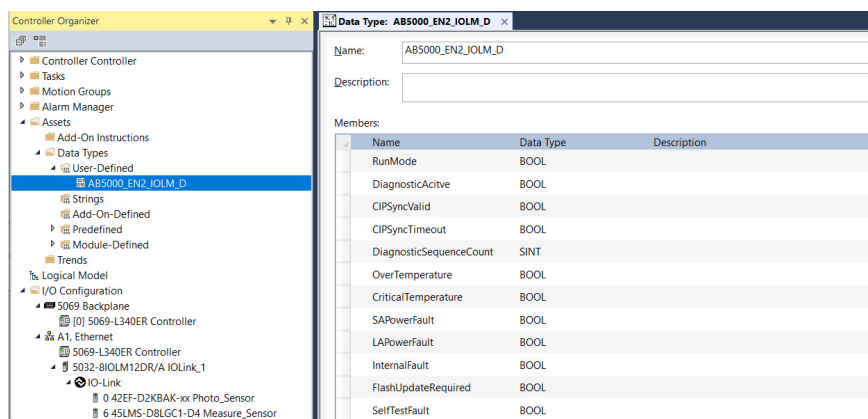 Controller Organizer
Controller Controller
Tasks
Motion Groups
Alarm Manager
Assets
Add-On Instructions
Data Types
User-Defined
AB5000_EN2_IOLM_D
Strings
Add-On-Defined
Predefined
Module-Defined
Trends
Logical Model
I/O Configuration
5069 Backplane
[0] 5069-L340ER Controller
A1, Ethernet
5069-L340ER Controller
5032-8IOLM12DR/A IOLink_1
IO-Link
0 42EF-D2KBAK-xx Photo_Sensor
6 45LMS-D8LGC1-D4 Measure_Sensor
Data Type: AB5000_EN2_IOLM_D
Name: AB5000_EN2_IOLM_D
Description:
Members:
Name Data Type Description
RunMode BOOL
DiagnosticAcitve BOOL
CIPSyncValid BOOL
CIPSyncTimeout BOOL
DiagnosticSequenceCount SINT
OverTemperature BOOL
CriticalTemperature BOOL
SAPowerFault BOOL
LAPowerFault BOOL
InternalFault BOOL
FlashUpdateRequired BOOL
SelfTestFault BOOL